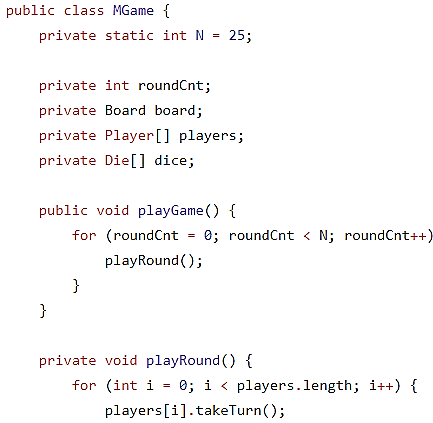 public class MGame {
    private static int N = 25;

    private int roundCnt;
    private Board board;
    private Player[] players;
    private Die[] dice;

    public void playGame() {
        for (roundCnt = 0; roundCnt < N; roundCnt++)
            playRound();
        }
    }

    private void playRound() {
        for (int i = 0; i < players.length; i++) {
            players[i].takeTurn();